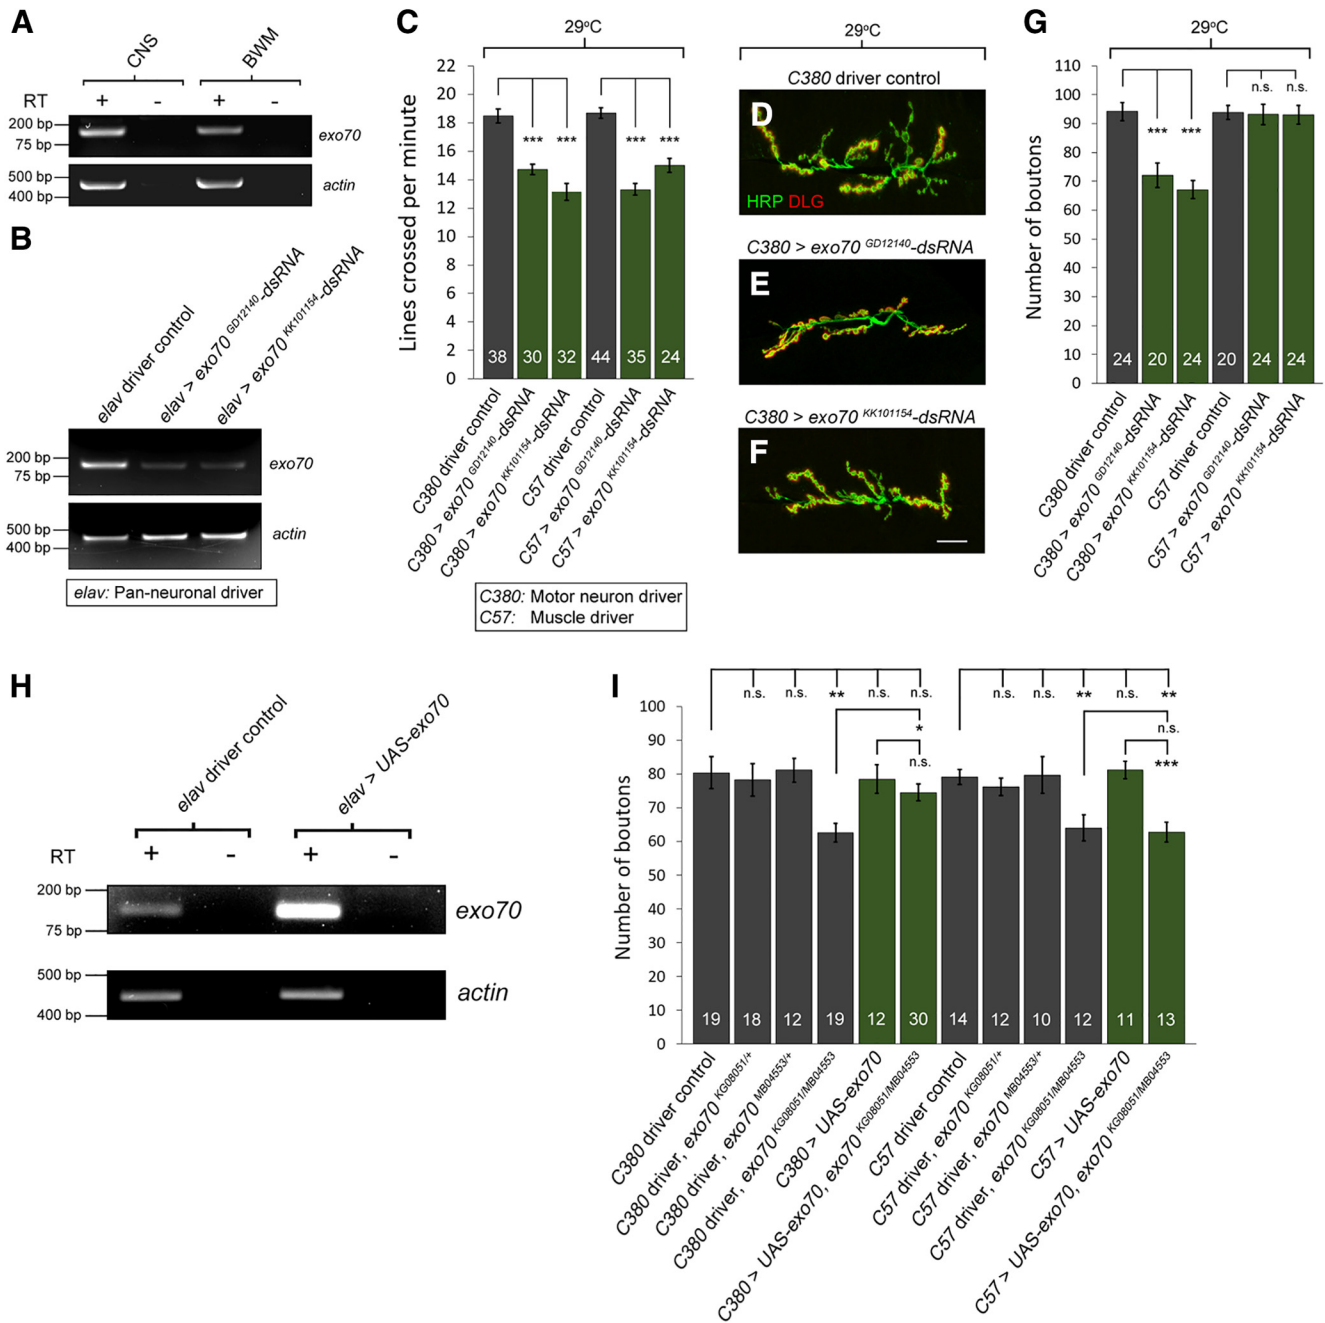 A
CNS
BWM
RT + - + -
200 bp
75 bp
exo70
500 bp
400 bp
actin
B
elav driver control
elav > exo70 GD12140-dsRNA
elav > exo70 KK101154-dsRNA
200 bp
75 bp
exo70
500 bp
400 bp
actin
elav: Pan-neuronal driver
C
29oC
Lines crossed per minute
22
20
18
16
14
12
10
8
6
4
2
0
*** *** *** ***
38 30 32 44 35 24
C380 driver control
C380 > exo70 GD12140-dsRNA
C380 > exo70 KK101154-dsRNA
C57 driver control
C57 > exo70 GD12140-dsRNA
C57 > exo70 KK101154-dsRNA
C380: Motor neuron driver
C57: Muscle driver
29oC
C380 driver control
D
HRP DLG
C380 > exo70 GD12140-dsRNA
E
C380 > exo70 KK101154-dsRNA
F
G
29oC
Number of boutons
110
100
90
80
70
60
50
40
30
20
10
0
*** *** n.s. n.s.
24 20 24 20 24 24
C380 driver control
C380 > exo70 GD12140-dsRNA
C380 > exo70 KK101154-dsRNA
C57 driver control
C57 > exo70 GD12140-dsRNA
C57 > exo70 KK101154-dsRNA
H
elav driver control
elav > UAS-exo70
RT + - + -
200 bp
75 bp
exo70
500 bp
400 bp
actin
I
Number of boutons
100
90
80
70
60
50
40
30
20
10
0
n.s. n.s. ** n.s. n.s. n.s. n.s. ** n.s. **
* n.s.
n.s. ***
19 18 12 19 12 30 14 12 10 12 11 13
C380 driver control
C380 driver, exo70 KG08051/+
C380 driver, exo70 MB04553/+
C380 driver, exo70 KG08051/MB04553
C380 > UAS-exo70
C380 > UAS-exo70, exo70 KG08051/MB04553
C57 driver control
C57 driver, exo70 KG08051/+
C57 driver, exo70 MB04553/+
C57 driver, exo70 KG08051/MB04553
C57 > UAS-exo70
C57 > UAS-exo70, exo70 KG08051/MB04553